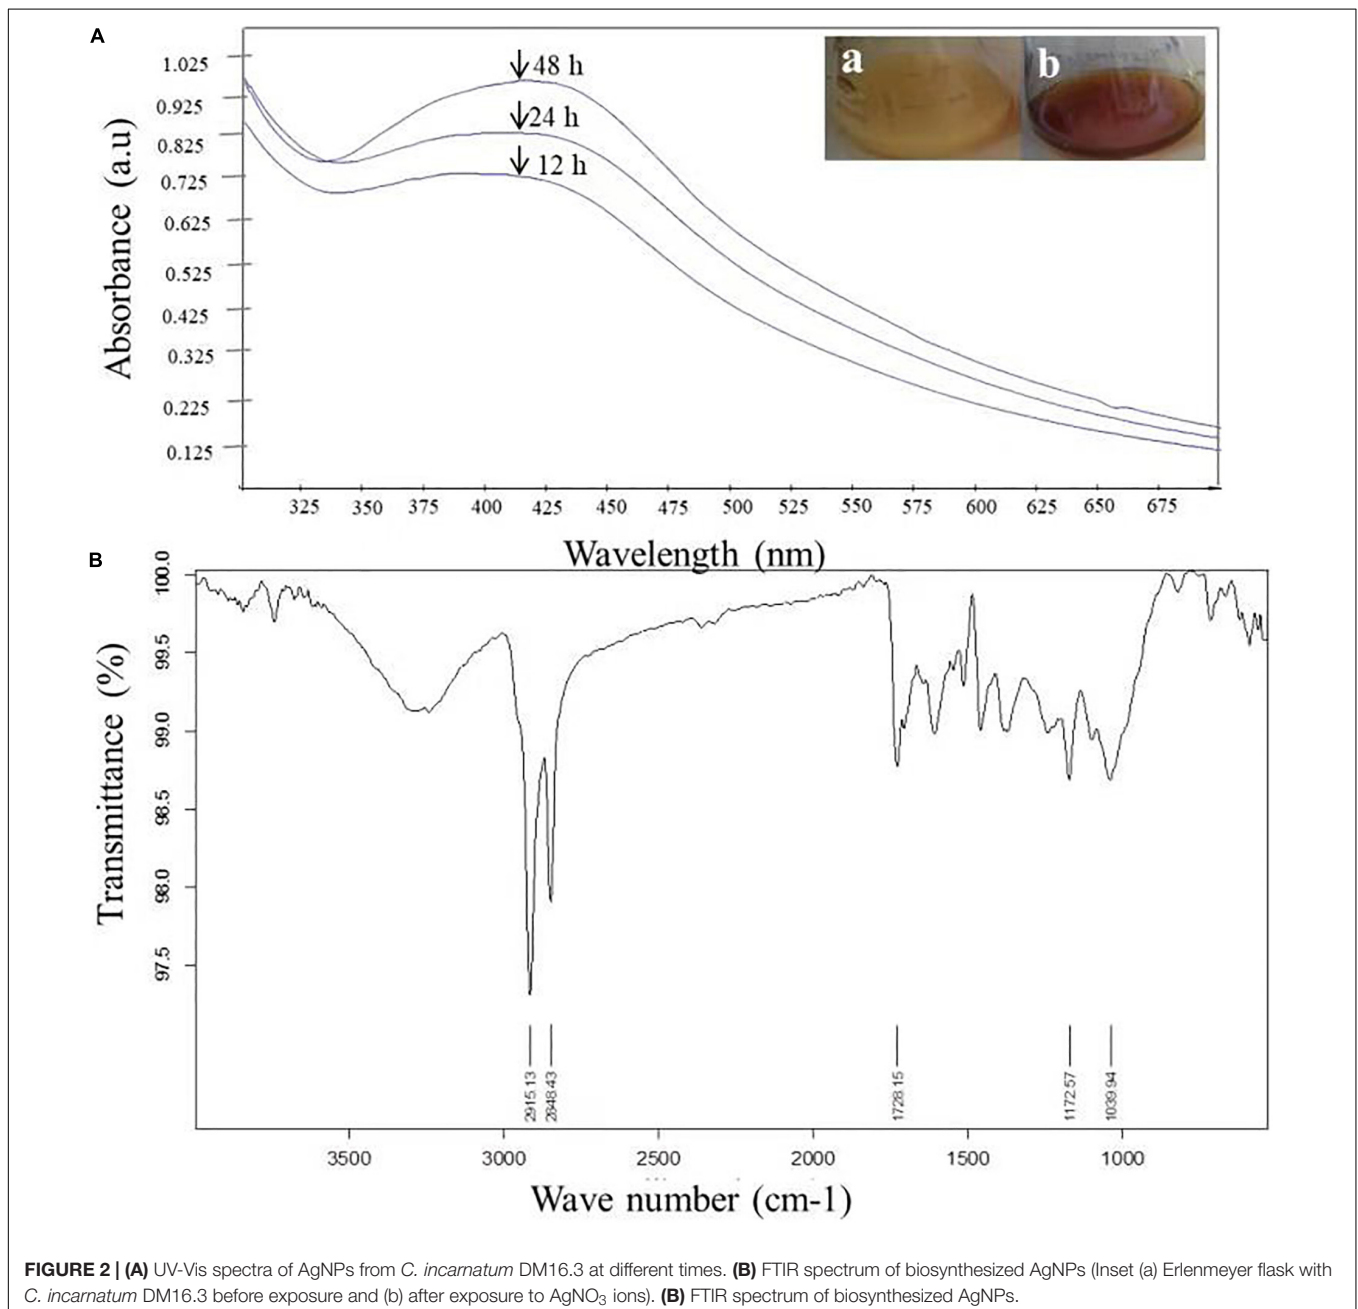 A
1.025
0.925
0.825
0.725
0.625
0.525
0.425
0.325
0.225
0.125
Absorbance (a.u)
48 h
24 h
12 h
a
b
325 350 375 400 425 450 475 500 525 550 575 600 625 650 675
Wavelength (nm)
B
100.0
99.5
99.0
98.5
98.0
97.5
Transmittance (%)
2915.13
2848.43
1728.15
1172.57
1039.94
3500 3000 2500 2000 1500 1000
Wave number (cm-1)
FIGURE 2 | (A) UV-Vis spectra of AgNPs from C. incarnatum DM16.3 at different times. (B) FTIR spectrum of biosynthesized AgNPs (Inset (a) Erlenmeyer flask with
C. incarnatum DM16.3 before exposure and (b) after exposure to AgNO₃ ions). (B) FTIR spectrum of biosynthesized AgNPs.